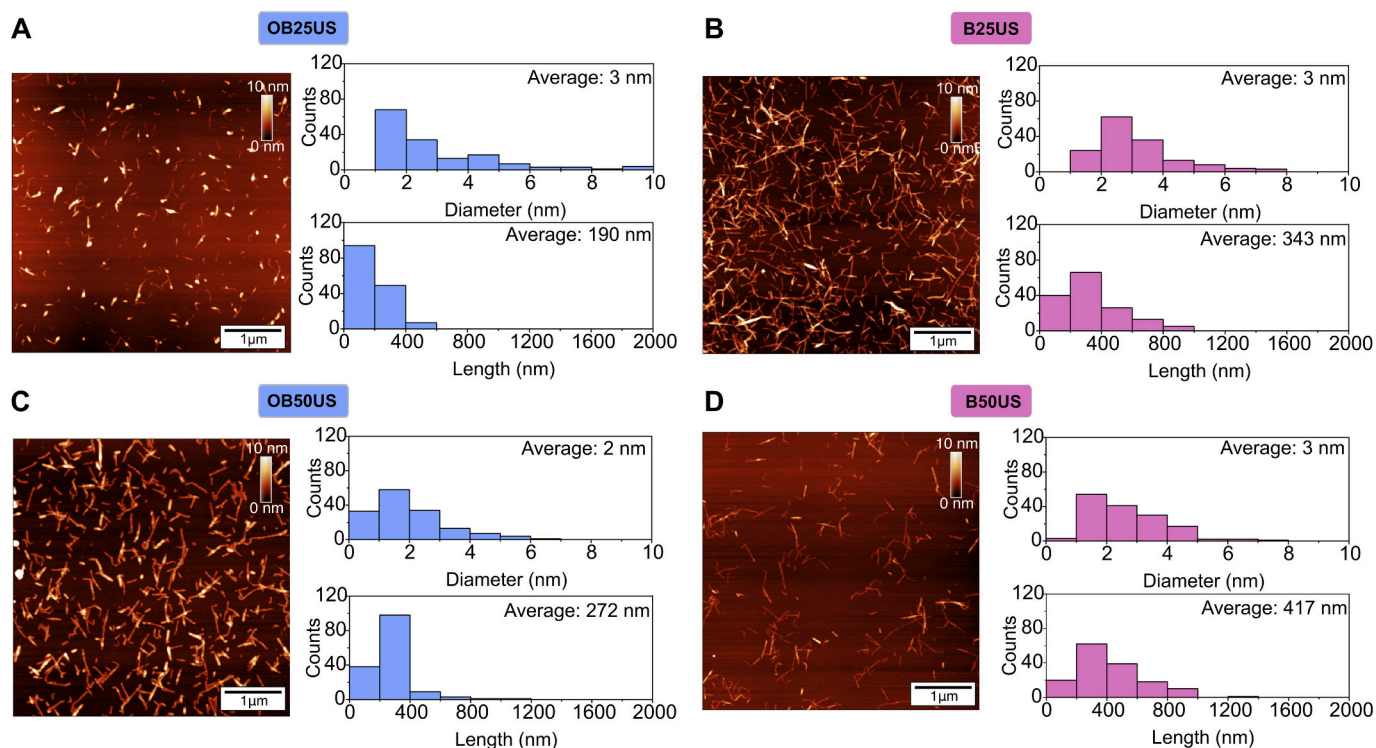 A
OB25US
10 nm
0 nm
1µm
120
80
40
0
Counts
Average: 3 nm
0 2 4 6 8 10
Diameter (nm)
120
80
40
0
Counts
Average: 190 nm
0 400 800 1200 1600 2000
Length (nm)
B
B25US
10 nm
0 nmE
1µm
120
80
40
0
Counts
Average: 3 nm
0 2 4 6 8 10
Diameter (nm)
120
80
40
0
Counts
Average: 343 nm
0 400 800 1200 1600 2000
Length (nm)
C
OB50US
10 nm
0 nm
1µm
120
80
40
0
Counts
Average: 2 nm
0 2 4 6 8 10
Diameter (nm)
120
80
40
0
Counts
Average: 272 nm
0 400 800 1200 1600 2000
Length (nm)
D
B50US
10 nm
0 nm
1µm
120
80
40
0
Counts
Average: 3 nm
0 2 4 6 8 10
Diameter (nm)
120
80
40
0
Counts
Average: 417 nm
0 400 800 1200 1600 2000
Length (nm)